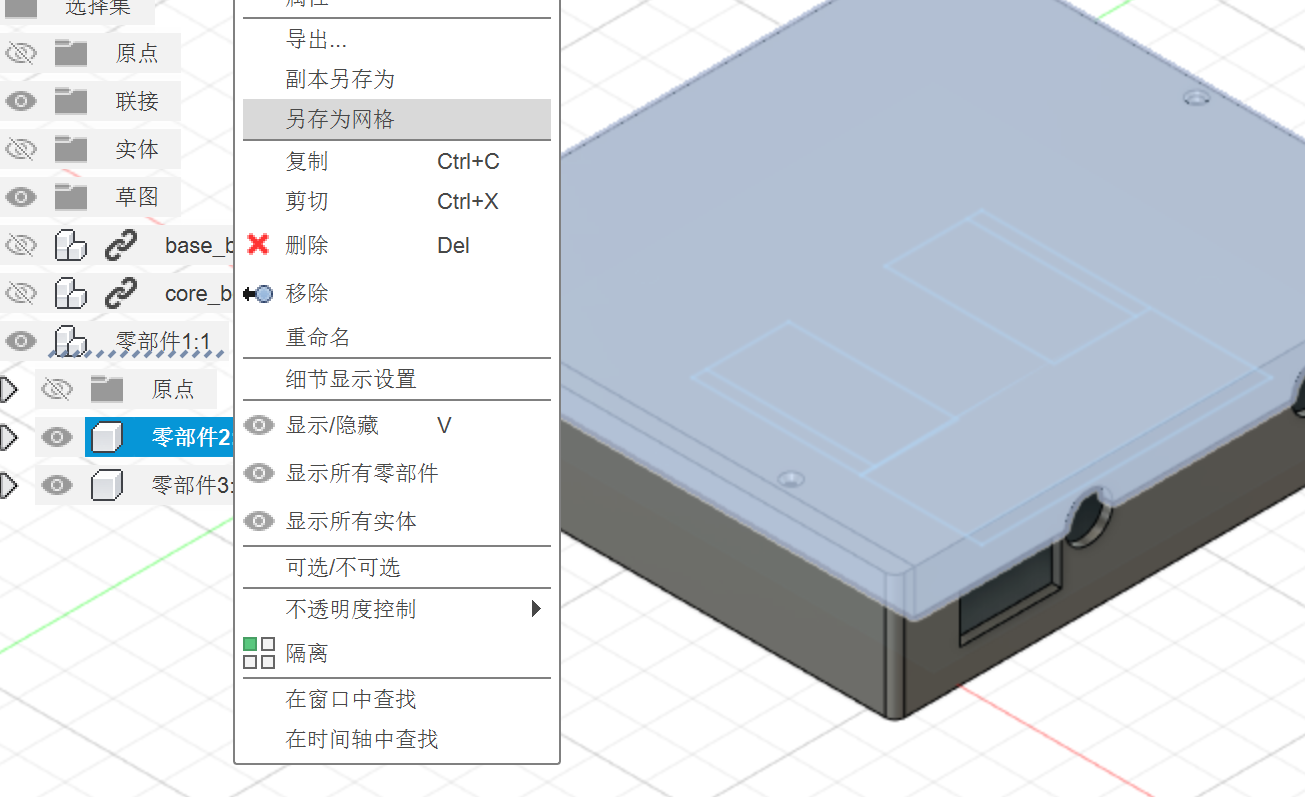 选择集
原点
联接
实体
草图
base_b
core_b
零部件1:1
原点
零部件2:
零部件3:
属性
导出...
副本另存为
另存为网格
复制 Ctrl+C
剪切 Ctrl+X
删除 Del
移除
重命名
细节显示设置
显示/隐藏 V
显示所有零部件
显示所有实体
可选/不可选
不透明度控制
隔离
在窗口中查找
在时间轴中查找